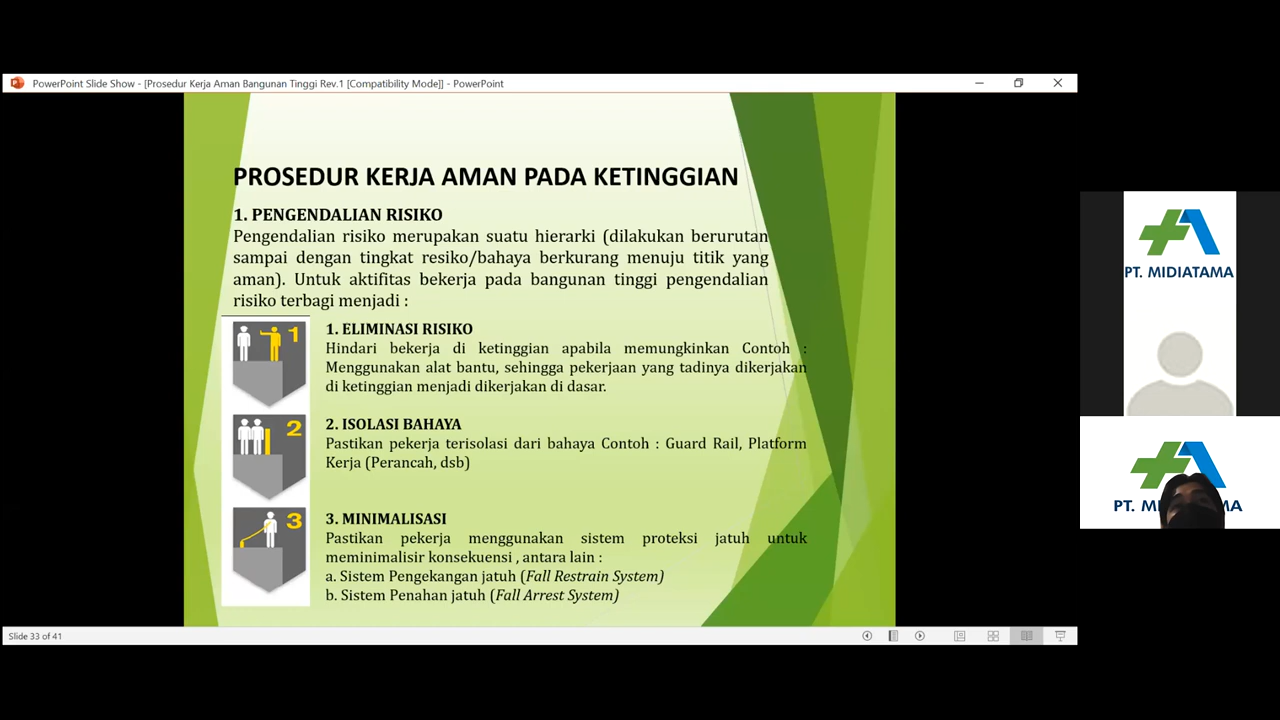 PowerPoint Slide Show - [Prosedur Kerja Aman Bangunan Tinggi Rev.1 [Compatibility Mode]] - PowerPoint
PROSEDUR KERJA AMAN PADA KETINGGIAN
1. PENGENDALIAN RISIKO
Pengendalian risiko merupakan suatu hierarki (dilakukan berurutan
sampai dengan tingkat resiko/bahaya berkurang menuju titik yang
aman). Untuk aktifitas bekerja pada bangunan tinggi pengendalian
risiko terbagi menjadi :
1
1. ELIMINASI RISIKO
Hindari bekerja di ketinggian apabila memungkinkan Contoh :
Menggunakan alat bantu, sehingga pekerjaan yang tadinya dikerjakan
di ketinggian menjadi dikerjakan di dasar.
2
2. ISOLASI BAHAYA
Pastikan pekerja terisolasi dari bahaya Contoh : Guard Rail, Platform
Kerja (Perancah, dsb)
3
3. MINIMALISASI
Pastikan pekerja menggunakan sistem proteksi jatuh untuk
meminimalisir konsekuensi , antara lain :
a. Sistem Pengekangan jatuh (Fall Restrain System)
b. Sistem Penahan jatuh (Fall Arrest System)
Slide 33 of 41
PT. MIDIATAMA
PT. MI MA